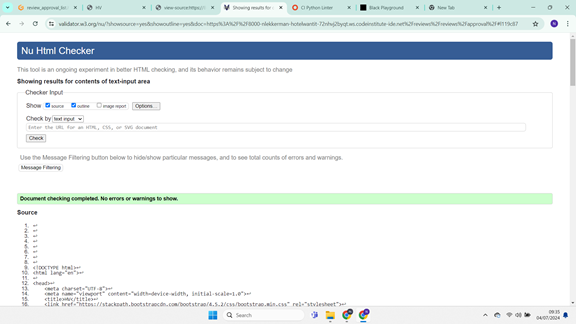 review_approval_loc
HV
view-source:https://
Showing results for
CI Python Linter
Black Playground
New Tab
validator.w3.org/nu/?showsource=yes&showoutline=yes&doc=https%3A%2F%2F8000-nlekkerman-hotelwantit-72nhvj2byqt.ws.codeinstitute-ide.net%2Freviews%2Freviews%2Fapproval%2F#l119c87
Nu Html Checker
This tool is an ongoing experiment in better HTML checking, and its behavior remains subject to change
Showing results for contents of text-input area
Checker Input
Show source outline image report Options...
Check by text input
Enter the URL for an HTML, CSS, or SVG document
Check
Use the Message Filtering button below to hide/show particular messages, and to see total counts of errors and warnings.
Message Filtering
Document checking completed. No errors or warnings to show.
Source
1. ↩
2. ↩
3. ↩
4. ↩
5. ↩
6. ↩
7. ↩
8. ↩
9. <!DOCTYPE html>↩
10. <html lang="en">↩
11. ↩
12. <head>↩
13. <meta charset="UTF-8">↩
14. <meta name="viewport" content="width=device-width, initial-scale=1.0">↩
15. <title>HV</title>↩
16. <link href="https://stackpath.bootstrapcdn.com/bootstrap/4.5.2/css/bootstrap.min.css" rel="stylesheet">↩
Search
09:35
04/07/2024